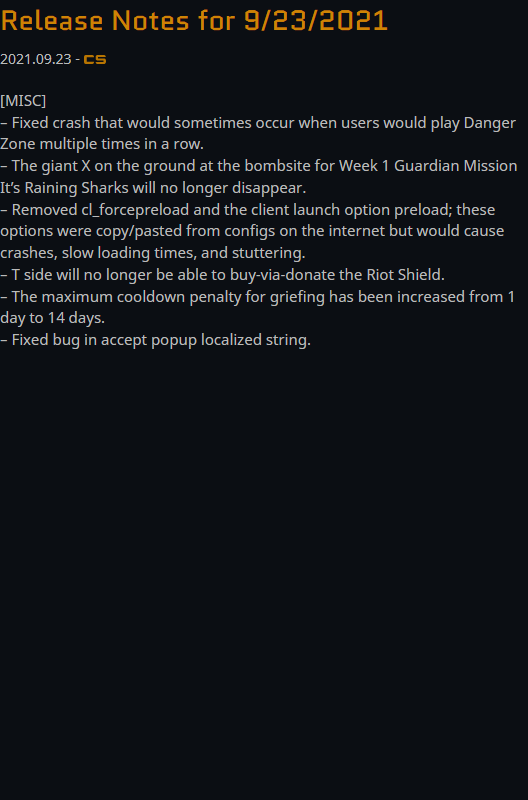 Release Notes for 9/23/2021
2021.09.23 - CS
[MISC]
– Fixed crash that would sometimes occur when users would play Danger
Zone multiple times in a row.
– The giant X on the ground at the bombsite for Week 1 Guardian Mission
It’s Raining Sharks will no longer disappear.
– Removed cl_forcepreload and the client launch option preload; these
options were copy/pasted from configs on the internet but would cause
crashes, slow loading times, and stuttering.
– T side will no longer be able to buy-via-donate the Riot Shield.
– The maximum cooldown penalty for griefing has been increased from 1
day to 14 days.
– Fixed bug in accept popup localized string.